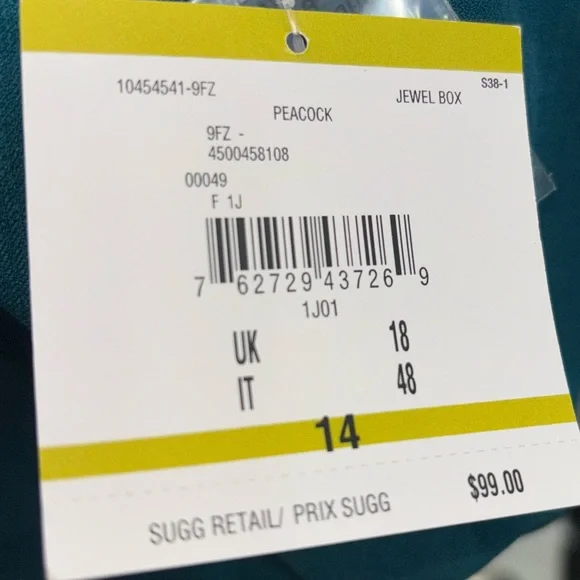 10454541-9FZ
JEWEL BOX
S38-1
PEACOCK
9FZ -
4500458108
00049
F 1J
7 62729 43726 9
1J01
UK 18
IT 48
14
$99.00
SUGG RETAIL/ PRIX SUGG